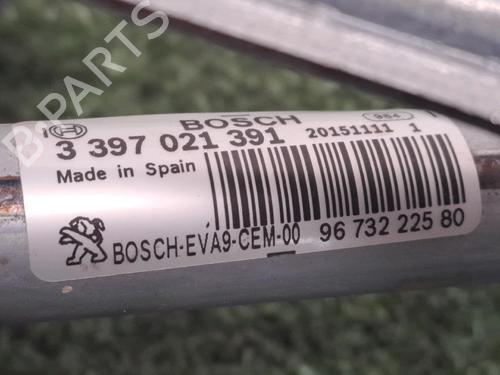 B-PARTS
BOSCH
984
3 397 021 391
20151111 1
Made in Spain
BOSCH-EVA9-CEM-00
96 732 225 80